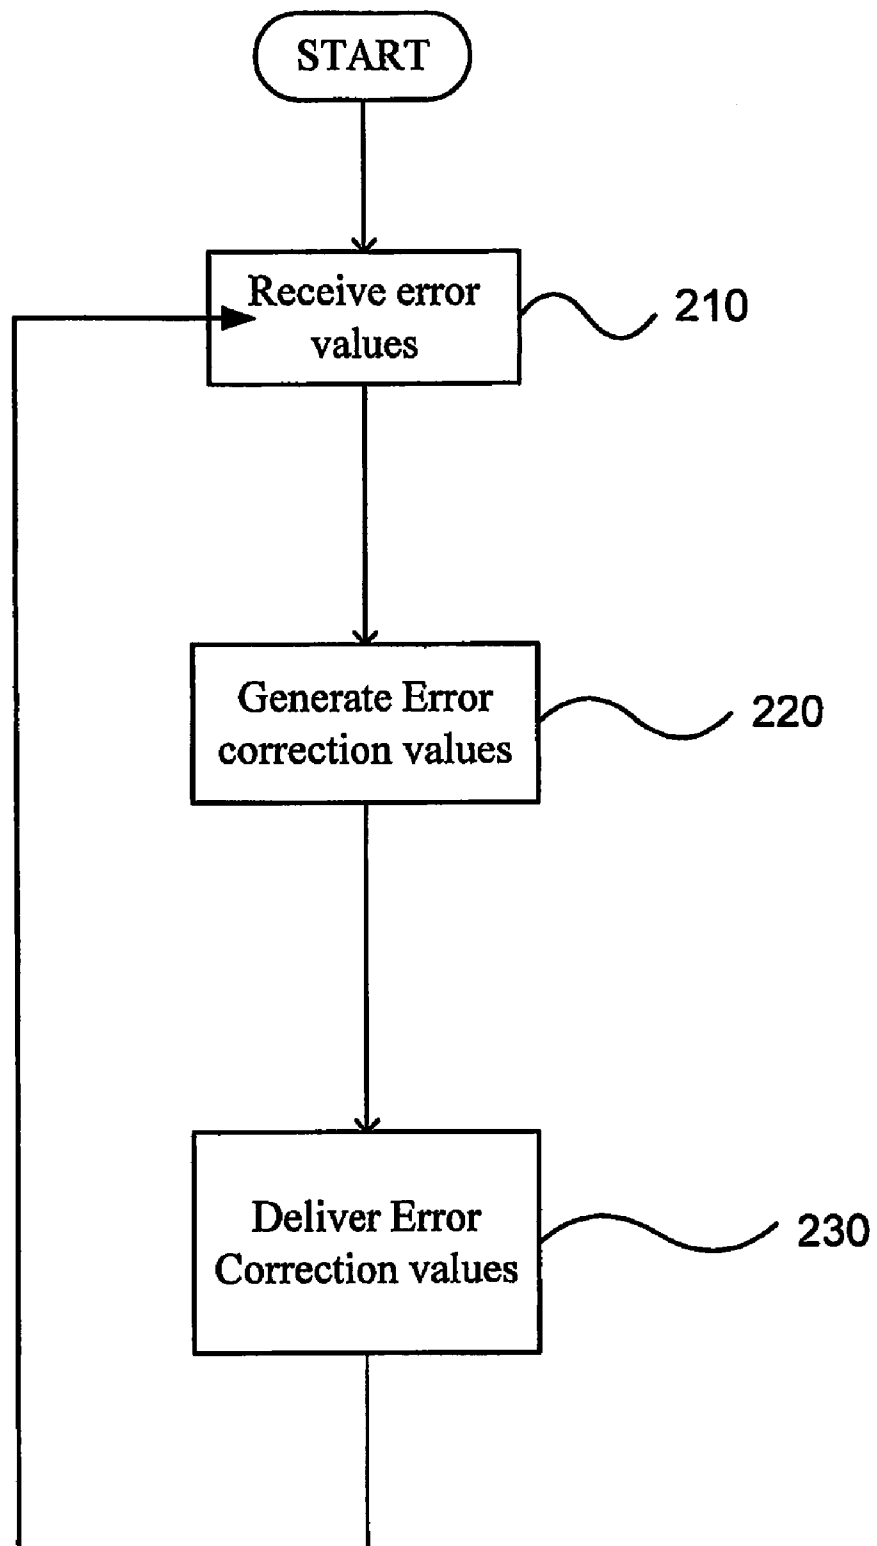 START
Receive error
values
210
Generate Error
correction values
220
Deliver Error
Correction values
230